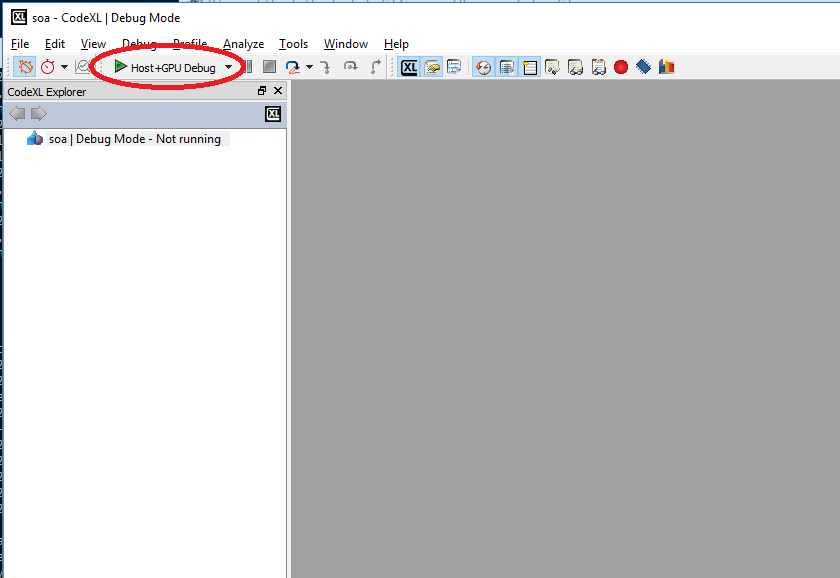 XL soa - CodeXL | Debug Mode
File Edit View Debug Profile Analyze Tools Window Help
Host+GPU Debug XL
CodeXL Explorer
XL
soa | Debug Mode - Not running